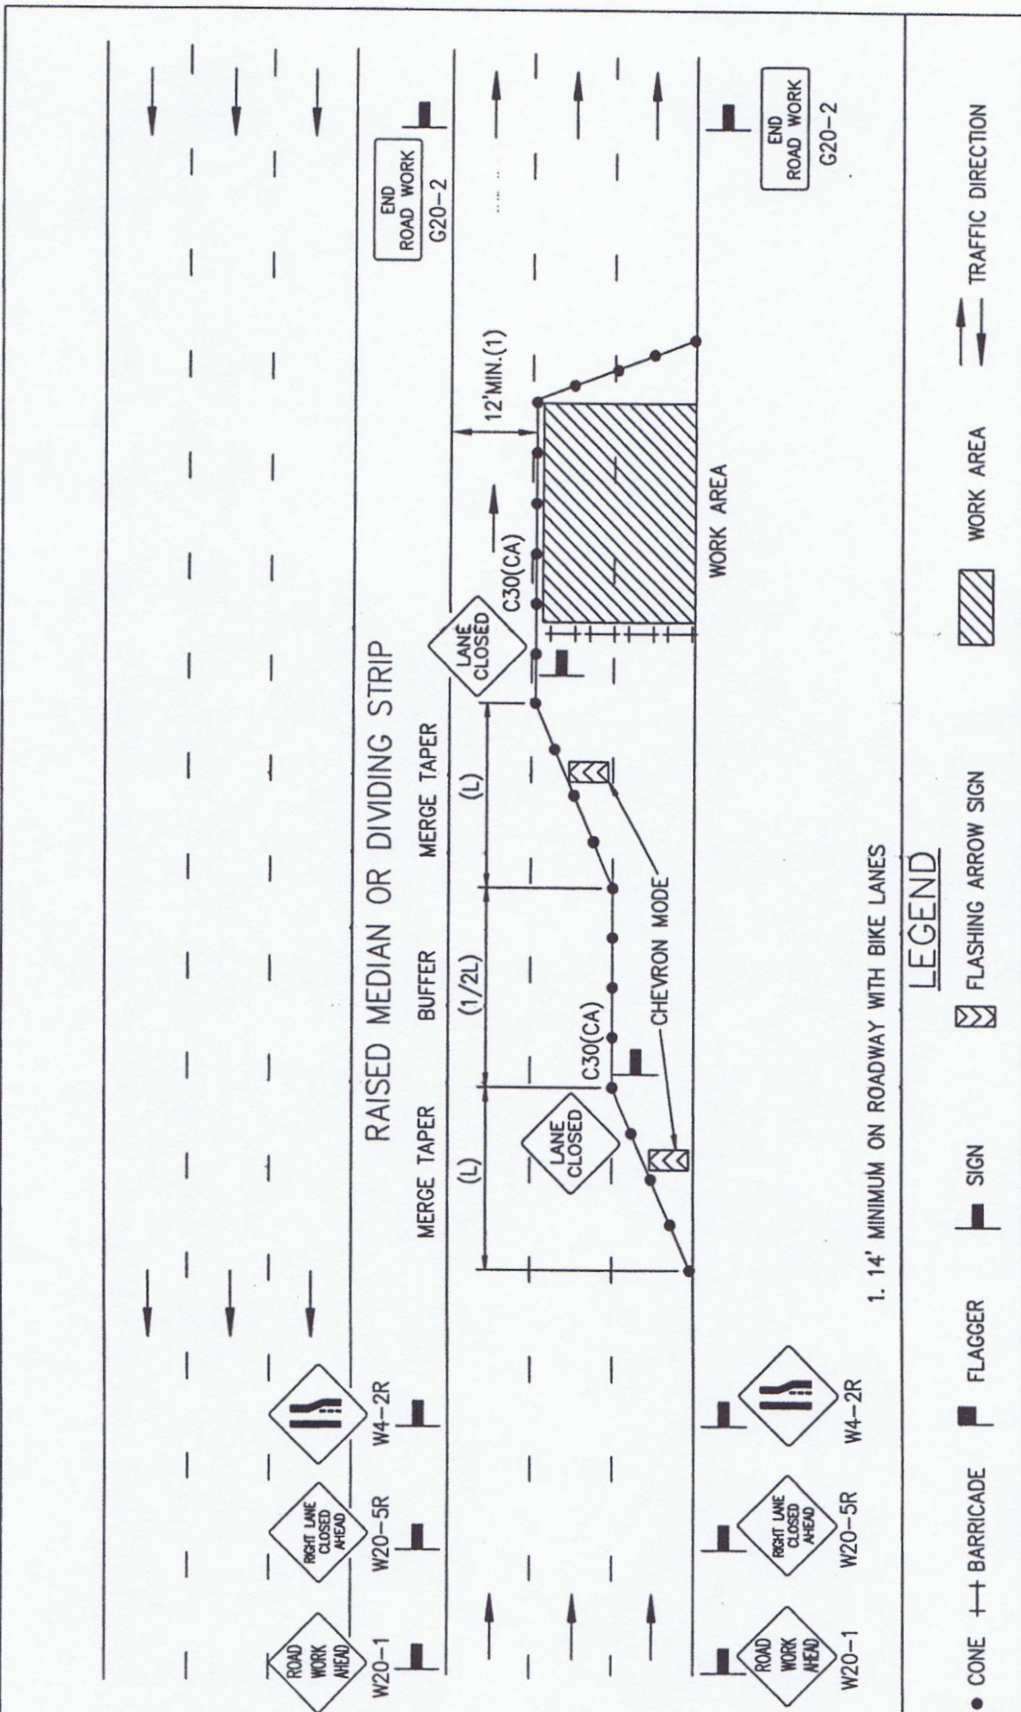 END
ROAD WORK
G20-2
12'MIN.(1)
END
ROAD WORK
G20-2
RAISED MEDIAN OR DIVIDING STRIP
MERGE TAPER
BUFFER
MERGE TAPER
(L)
(1/2L)
(L)
LANE
CLOSED
C30(CA)
LANE
CLOSED
C30(CA)
WORK AREA
CHEVRON MODE
ROAD
WORK
AHEAD
W20-1
RIGHT LANE
CLOSED
AHEAD
W20-5R
W4-2R
ROAD
WORK
AHEAD
W20-1
RIGHT LANE
CLOSED
AHEAD
W20-5R
W4-2R
1. 14' MINIMUM ON ROADWAY WITH BIKE LANES
LEGEND
CONE
BARRICADE
FLAGGER
SIGN
FLASHING ARROW SIGN
WORK AREA
TRAFFIC DIRECTION